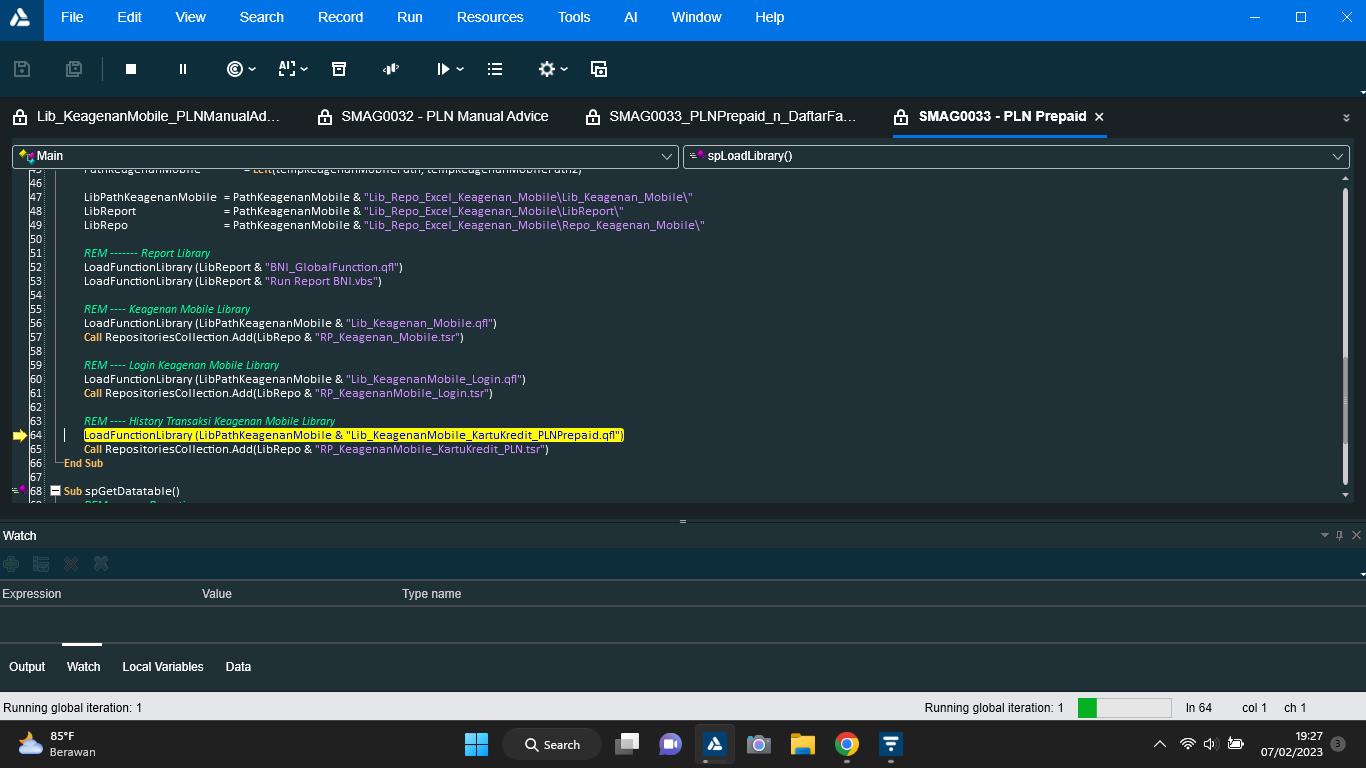 File Edit View Search Record Run Resources Tools AI Window Help
Lib_KeagenanMobile_PLNManualAd... SMAG0032 - PLN Manual Advice SMAG0033_PLNPrepaid_n_DaftarFa... SMAG0033 - PLN Prepaid
Main spLoadLibrary()
45 PathKeagenanMobile = Left(tempKeagenanMobilePath, tempKeagenanMobilePath2)
46
47 LibPathKeagenanMobile = PathKeagenanMobile & "Lib_Repo_Excel_Keagenan_Mobile\Lib_Keagenan_Mobile\"
48 LibReport = PathKeagenanMobile & "Lib_Repo_Excel_Keagenan_Mobile\LibReport\"
49 LibRepo = PathKeagenanMobile & "Lib_Repo_Excel_Keagenan_Mobile\Repo_Keagenan_Mobile\"
50
51 REM ------- Report Library
52 LoadFunctionLibrary (LibReport & "BNI_GlobalFunction.qfl")
53 LoadFunctionLibrary (LibReport & "Run Report BNI.vbs")
54
55 REM ---- Keagenan Mobile Library
56 LoadFunctionLibrary (LibPathKeagenanMobile & "Lib_Keagenan_Mobile.qfl")
57 Call RepositoriesCollection.Add(LibRepo & "RP_Keagenan_Mobile.tsr")
58
59 REM ---- Login Keagenan Mobile Library
60 LoadFunctionLibrary (LibPathKeagenanMobile & "Lib_KeagenanMobile_Login.qfl")
61 Call RepositoriesCollection.Add(LibRepo & "RP_KeagenanMobile_Login.tsr")
62
63 REM ---- History Transaksi Keagenan Mobile Library
64 LoadFunctionLibrary (LibPathKeagenanMobile & "Lib_KeagenanMobile_KartuKredit_PLNPrepaid.qfl")
65 Call RepositoriesCollection.Add(LibRepo & "RP_KeagenanMobile_KartuKredit_PLN.tsr")
66 End Sub
67
68 Sub spGetDatatable()
Watch
Expression Value Type name
Output Watch Local Variables Data
Running global iteration: 1 Running global iteration: 1 ln 64 col 1 ch 1
85°F
Berawan
Search
19:27
07/02/2023
3